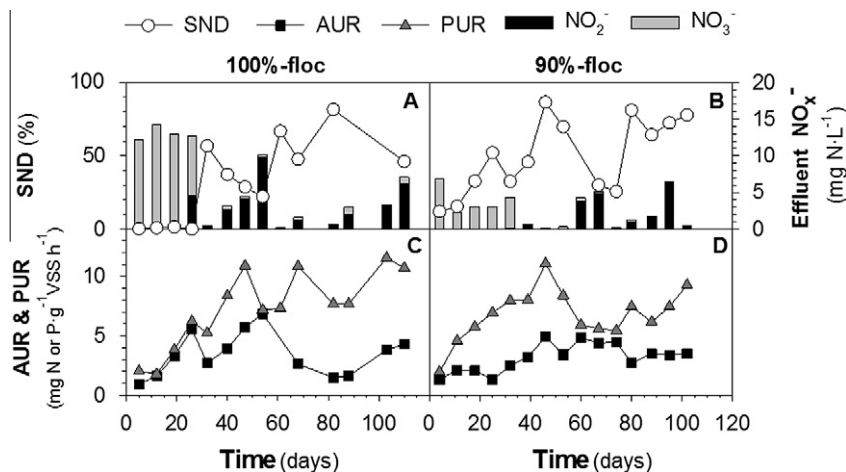 SND AUR PUR NO₂⁻ NO₃⁻
100%-floc 90%-floc
100 A B 20
15
50 10
5
0 0
SND (%)
Effluent NOₓ⁻
(mg N·L⁻¹)
C D
10
5
0
AUR & PUR
(mg N or P·g⁻¹VSS h⁻¹)
0 20 40 60 80 100 0 20 40 60 80 100 120
Time (days) Time (days)